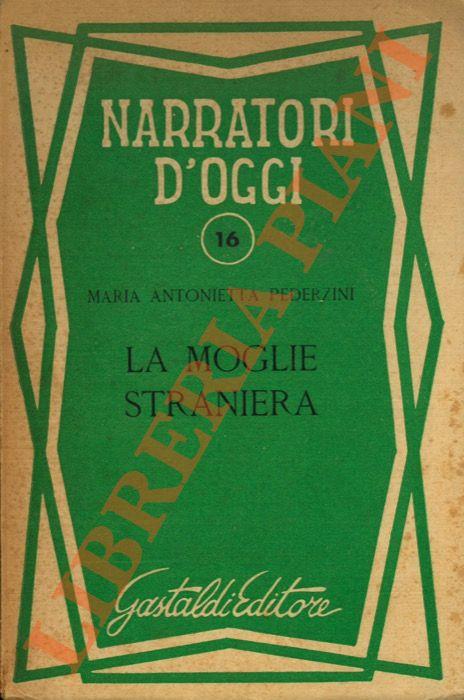 NARRATORI
D'OGGI
16
MARIA ANTONIETTA PEDERZINI
LA MOGLIE
STRANIERA
Gastaldi Editore
LIBRERIA PIANI